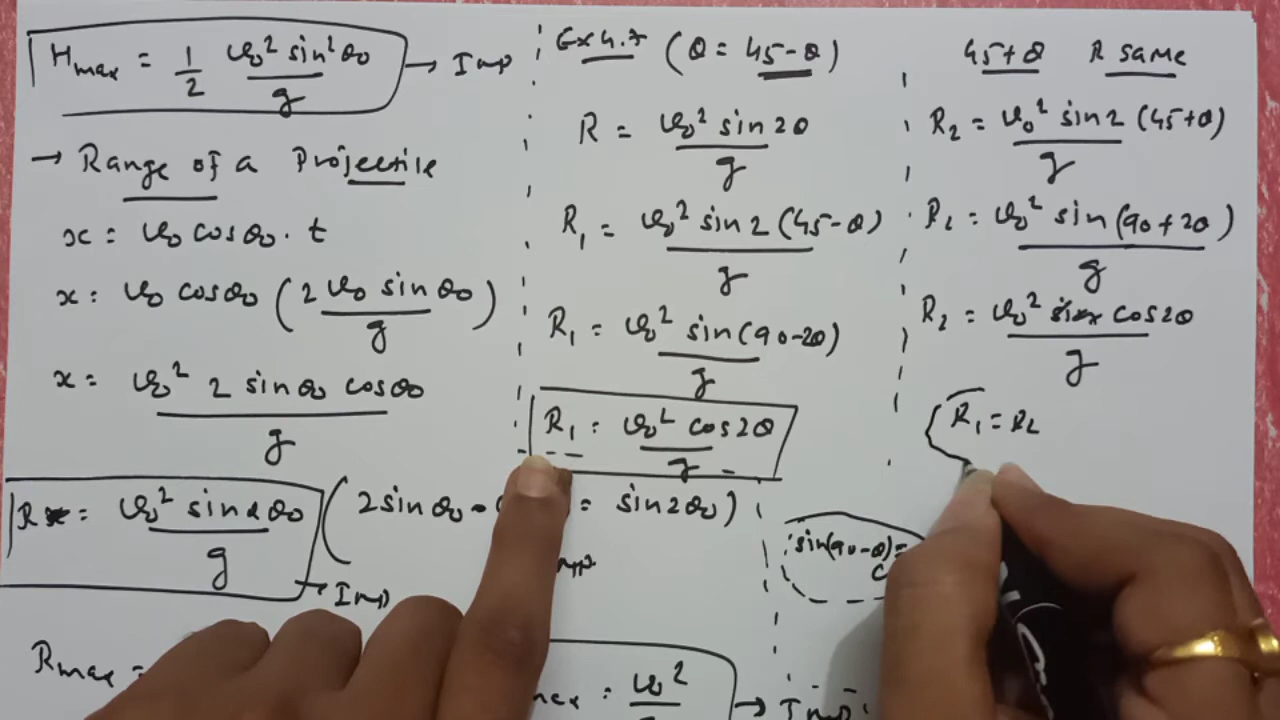 Hmax = 1/2 v₀² sin²θ₀/g → Imp
→ Range of a Projectile
x = v₀ cosθ₀ . t
x = v₀ cosθ₀ (2v₀ sinθ₀/g)
x = v₀² 2 sinθ₀ cosθ₀/g
R = v₀² sin2θ₀/g (2sinθ₀ = sin2θ₀)
→ Imp
Rmax =
Ex 4.7 (θ = 45-θ)
R = v₀² sin2θ/g
R₁ = v₀² sin2(45-θ)/g
R₁ = v₀² sin(90-2θ)/g
R₁ = v₀² cos2θ/g
= v₀² → Imp
45+θ R same
R₂ = v₀² sin2(45+θ)/g
R₂ = v₀² sin(90+2θ)/g
R₂ = v₀² cos2θ/g
R₁ = R₂
sin(90-θ) =